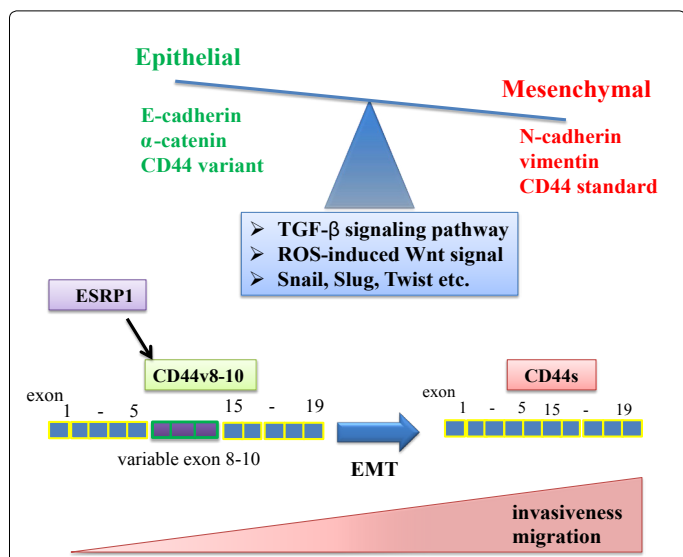 Epithelial
E-cadherin
α-catenin
CD44 variant
Mesenchymal
N-cadherin
vimentin
CD44 standard
➢ TGF-β signaling pathway
➢ ROS-induced Wnt signal
➢ Snail, Slug, Twist etc.
ESRP1
CD44v8-10
exon
1 - 5 15 - 19
variable exon 8-10
EMT
CD44s
exon
1 - 5 15 - 19
invasiveness
migration